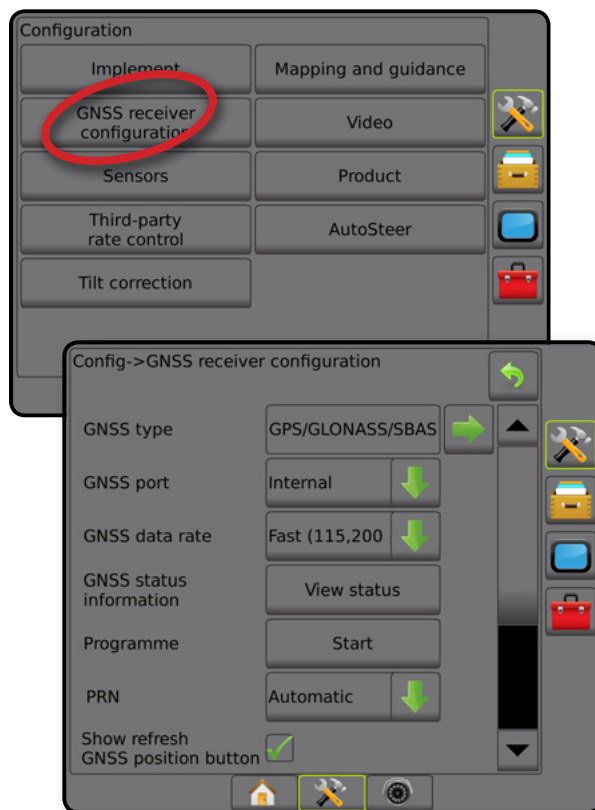 Configuration
Implement
Mapping and guidance
GNSS receiver
configuration
Video
Sensors
Product
Third-party
rate control
AutoSteer
Tilt correction
Config->GNSS receiver configuration
GNSS type
GPS/GLONASS/SBAS
GNSS port
Internal
GNSS data rate
Fast (115,200
GNSS status
information
View status
Programme
Start
PRN
Automatic
Show refresh
GNSS position button